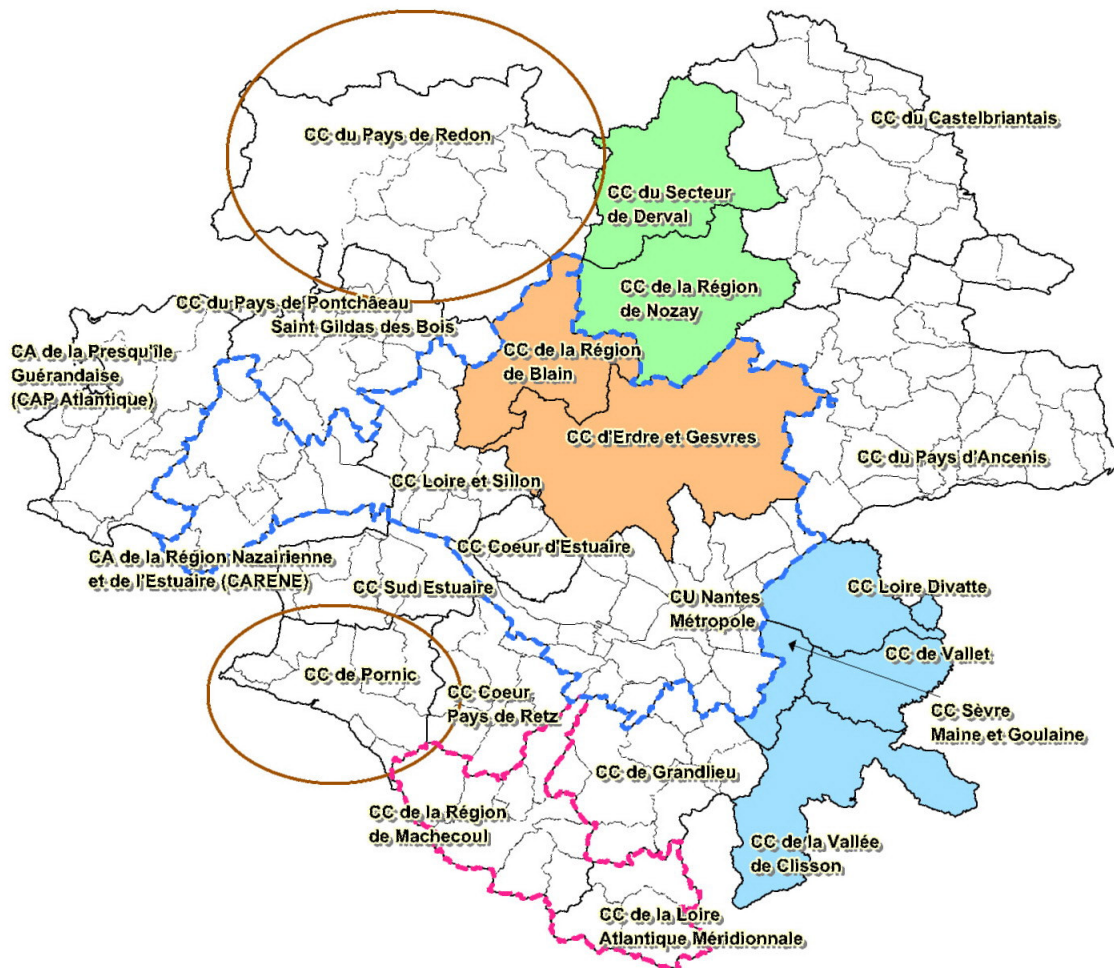 CC du Castelbriantais
CC du Pays de Redon
CC du Secteur
de Derval
CC de la Région
de Nozay
CC du Pays de Pontchâeau
Saint Gildas des Bois
CA de la Presqu'île
Guérandaise
(CAP Atlantique)
CC de la Région
de Blain
CC d'Erdre et Gesvres
CC du Pays d'Ancenis
CC Loire et Sillon
CC Coeur d'Estuaire
CA de la Région Nazairienne
et de l'Estuaire (CARENE)
CC Sud Estuaire
CU Nantes
Métropole
CC Loire Divatte
CC de Vallet
CC de Pornic
CC Coeur
Pays de Retz
CC Sèvre
Maine et Goulaine
CC de Grandlieu
CC de la Région
de Machecoul
CC de la Vallée
de Clisson
CC de la Loire
Atlantique Méridionnale